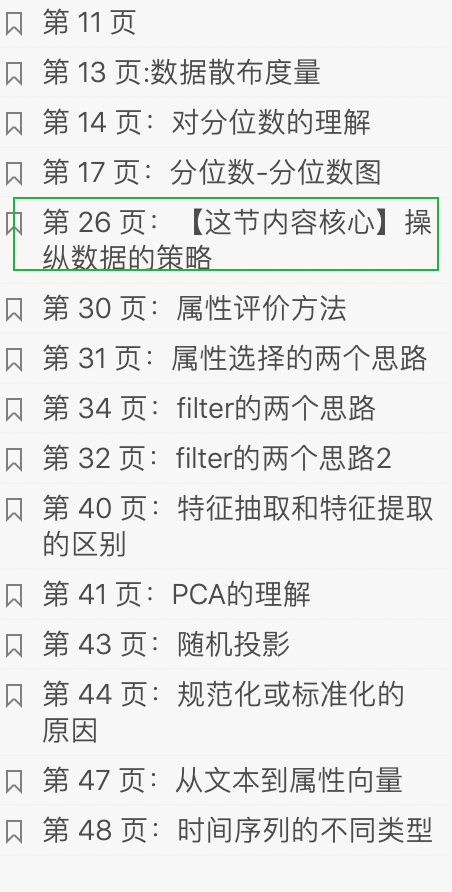 第 11 页
第 13 页:数据散布度量
第 14 页：对分位数的理解
第 17 页：分位数-分位数图
第 26 页：【这节内容核心】操
纵数据的策略
第 30 页：属性评价方法
第 31 页：属性选择的两个思路
第 34 页：filter的两个思路
第 32 页：filter的两个思路2
第 40 页：特征抽取和特征提取
的区别
第 41 页：PCA的理解
第 43 页：随机投影
第 44 页：规范化或标准化的
原因
第 47 页：从文本到属性向量
第 48 页：时间序列的不同类型